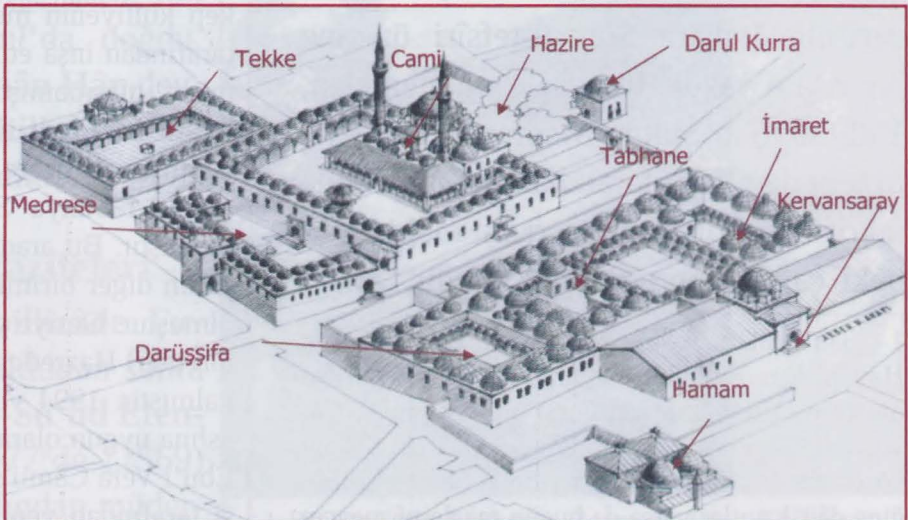 Tekke
Cami
Hazire
Darul Kurra
İmaret
Tabhane
Medrese
Kervansaray
Darüşşifa
Hamam